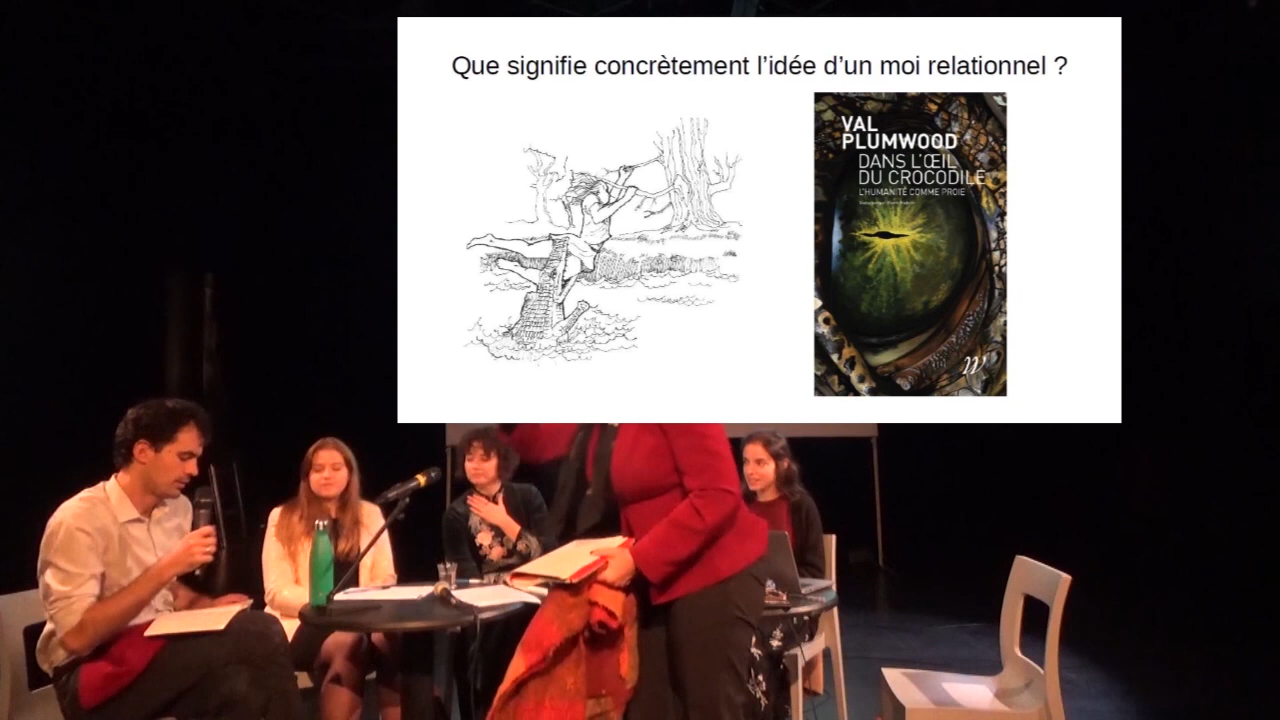 Que signifie concrètement l'idée d'un moi relationnel ?
VAL
PLUMWOOD
DANS L'ŒIL
DU CROCODILE
L'HUMANITÉ COMME PROIE
W